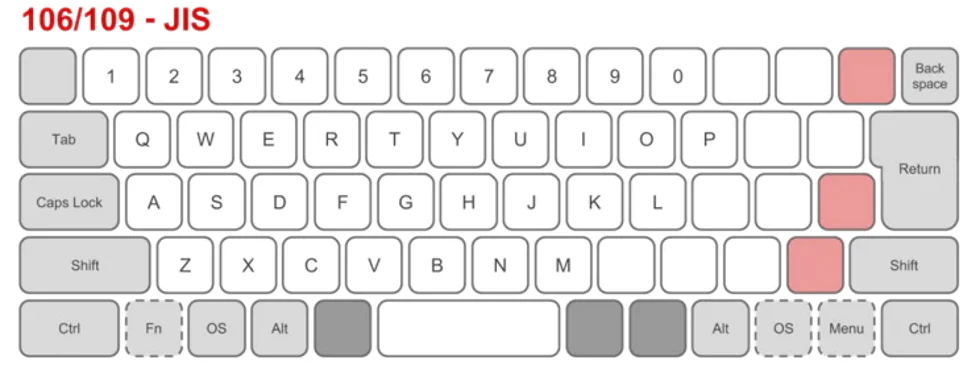 106/109 - JIS
1 2 3 4 5 6 7 8 9 0 Back
space
Tab Q W E R T Y U I O P
Return
Caps Lock A S D F G H J K L
Shift Z X C V B N M Shift
Ctrl Fn OS Alt Alt OS Menu Ctrl